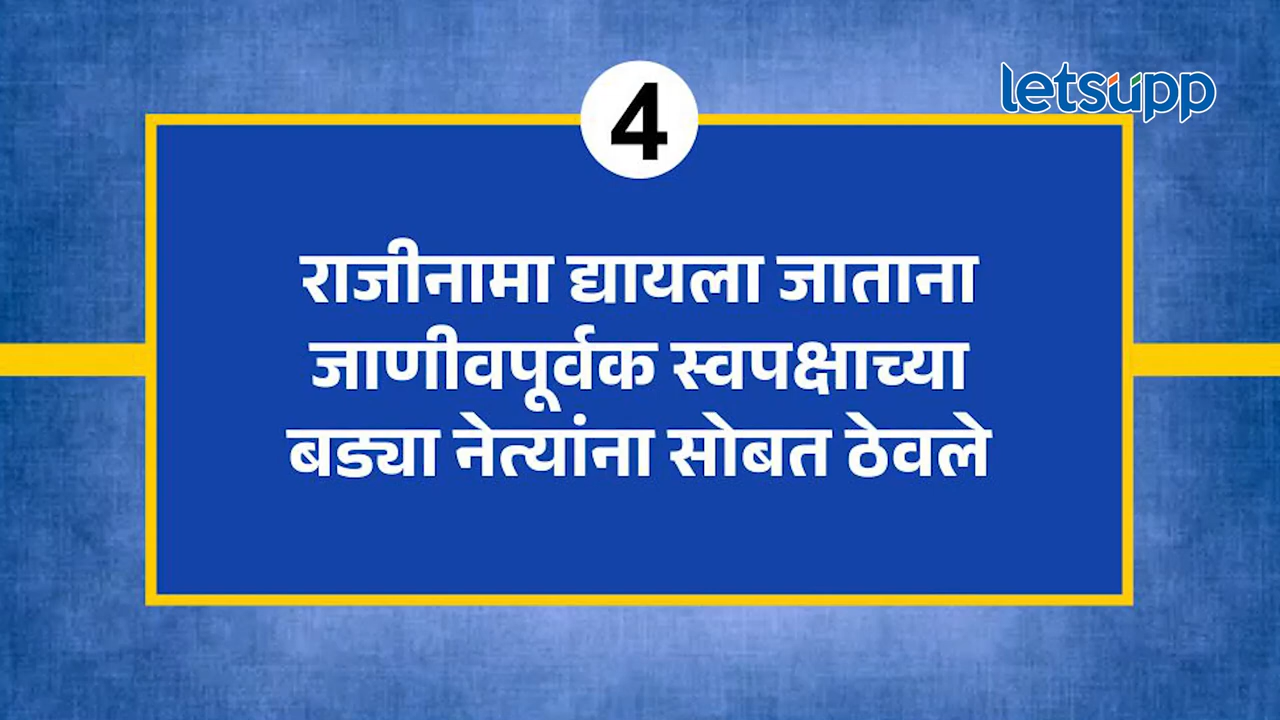 letsupp
4
राजीनामा द्यायला जाताना
जाणीवपूर्वक स्वपक्षाच्या
बड्या नेत्यांना सोबत ठेवले